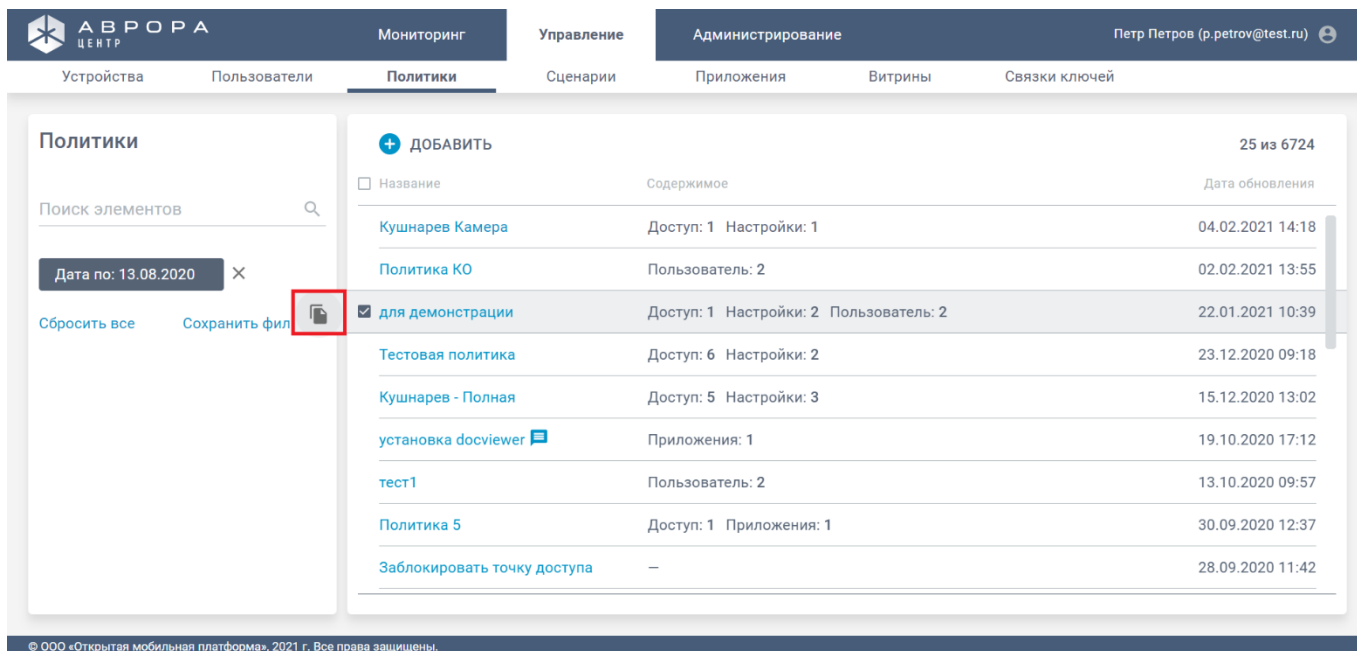 АВРОРА
ЦЕНТР
Мониторинг Управление Администрирование Петр Петров (p.petrov@test.ru)
Устройства Пользователи Политики Сценарии Приложения Витрины Связки ключей
Политики
Поиск элементов
Дата по: 13.08.2020
Сбросить все Сохранить фил
ДОБАВИТЬ 25 из 6724
Название Содержимое Дата обновления
Кушнарев Камера Доступ: 1 Настройки: 1 04.02.2021 14:18
Политика КО Пользователь: 2 02.02.2021 13:55
для демонстрации Доступ: 1 Настройки: 2 Пользователь: 2 22.01.2021 10:39
Тестовая политика Доступ: 6 Настройки: 2 23.12.2020 09:18
Кушнарев - Полная Доступ: 5 Настройки: 3 15.12.2020 13:02
установка docviewer Приложения: 1 19.10.2020 17:12
тест1 Пользователь: 2 13.10.2020 09:57
Политика 5 Доступ: 1 Приложения: 1 30.09.2020 12:37
Заблокировать точку доступа — 28.09.2020 11:42
© ООО «Открытая мобильная платформа», 2021 г. Все права защищены.